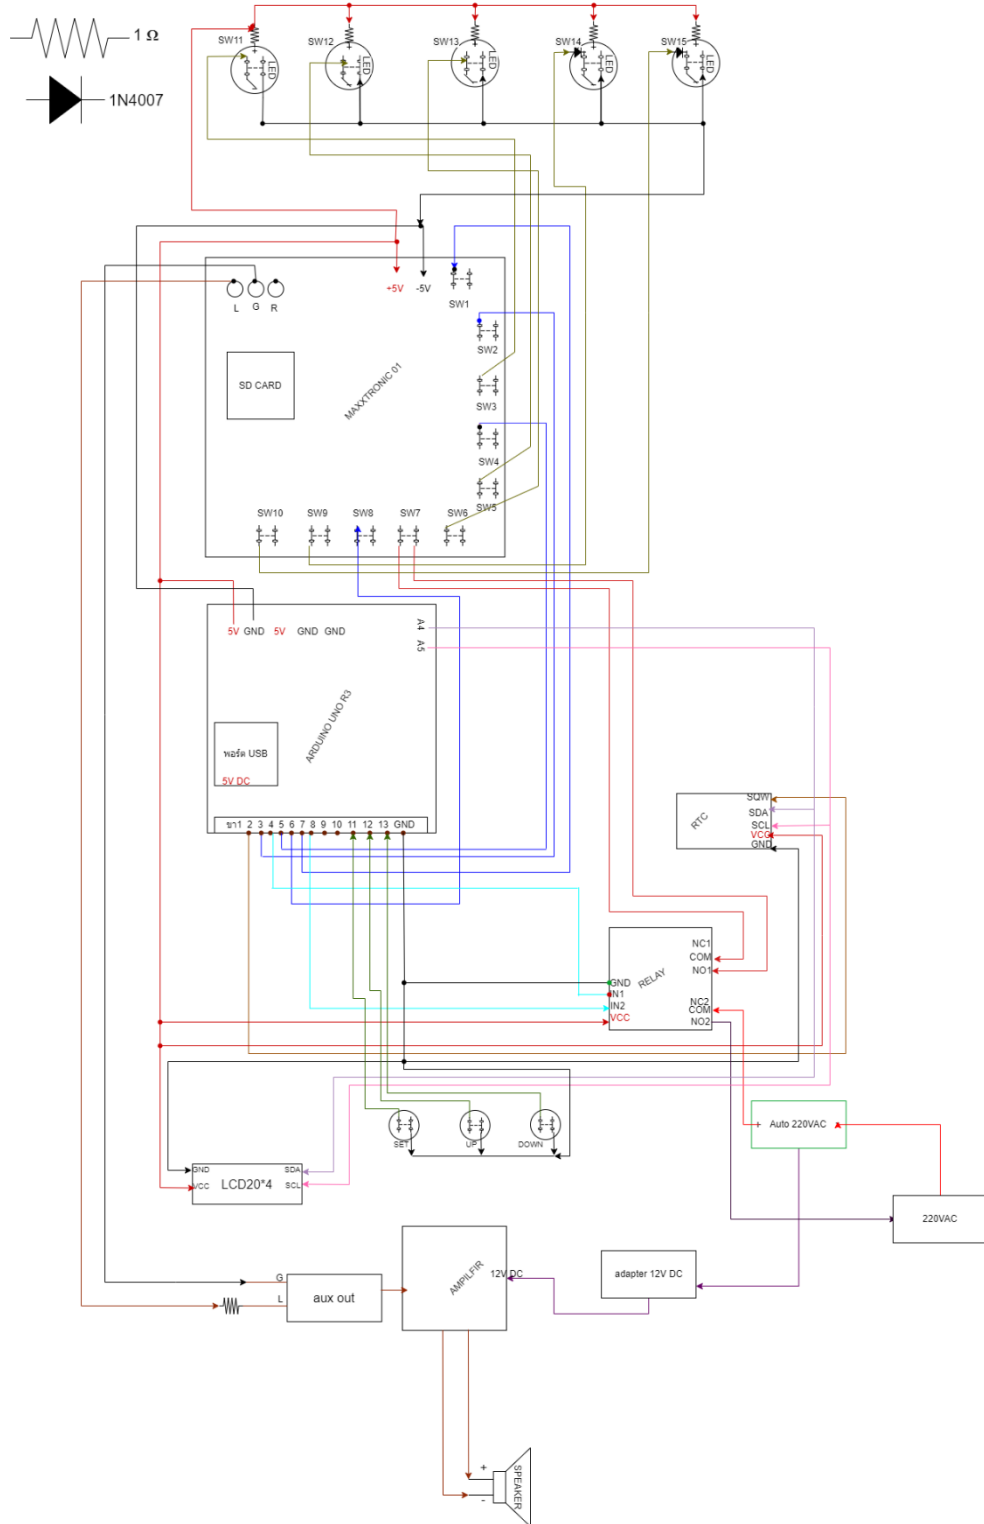 1 Ω
1N4007
SW11
LED
SW12
LED
SW13
LED
SW14
LED
SW15
LED
L
G
R
+5V
-5V
SW1
SW2
SD CARD
MAXXTRONIC 01
SW3
SW4
SW5
SW10
SW9
SW8
SW7
SW6
5V GND 5V GND GND
A4
A5
ARDUINO UNO R3
พอร์ต USB
5V DC
ขา1 2 3 4 5 6 7 8 9 10 11 12 13 GND
RTC
SQW
SDA
SCL
VCC
GND
RELAY
NC1
COM
NO1
NC2
COM
NO2
GND
IN1
IN2
VCC
SET
UP
DOWN
Auto 220VAC
+
220VAC
GND
VCC
LCD20*4
SDA
SCL
AMPILFIR
12V DC
adapter 12V DC
G
L
aux out
+
-
SPEAKER